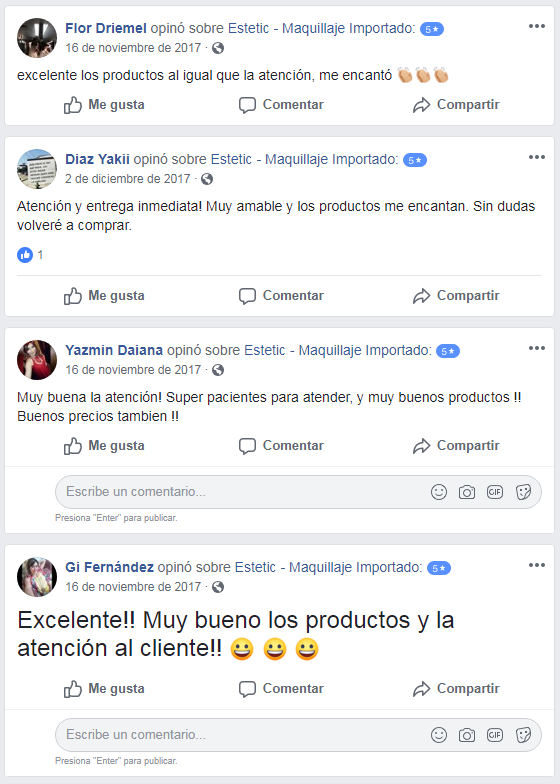 Flor Driemel opinó sobre Estetic - Maquillaje Importado: 5★
16 de noviembre de 2017 ·
excelente los productos al igual que la atención, me encantó 👏👏👏
Me gusta Comentar Compartir
Diaz Yakii opinó sobre Estetic - Maquillaje Importado: 5★
2 de diciembre de 2017 ·
Atención y entrega inmediata! Muy amable y los productos me encantan. Sin dudas
volveré a comprar.
1
Me gusta Comentar Compartir
Yazmin Daiana opinó sobre Estetic - Maquillaje Importado: 5★
16 de noviembre de 2017 ·
Muy buena la atención! Super pacientes para atender, y muy buenos productos !!
Buenos precios tambien !!
Me gusta Comentar Compartir
Escribe un comentario... GIF
Presiona "Enter" para publicar.
Gi Fernández opinó sobre Estetic - Maquillaje Importado: 5★
16 de noviembre de 2017 ·
Excelente!! Muy bueno los productos y la
atención al cliente!! 😀 😀 😀
Me gusta Comentar Compartir
Escribe un comentario... GIF
Presiona "Enter" para publicar.